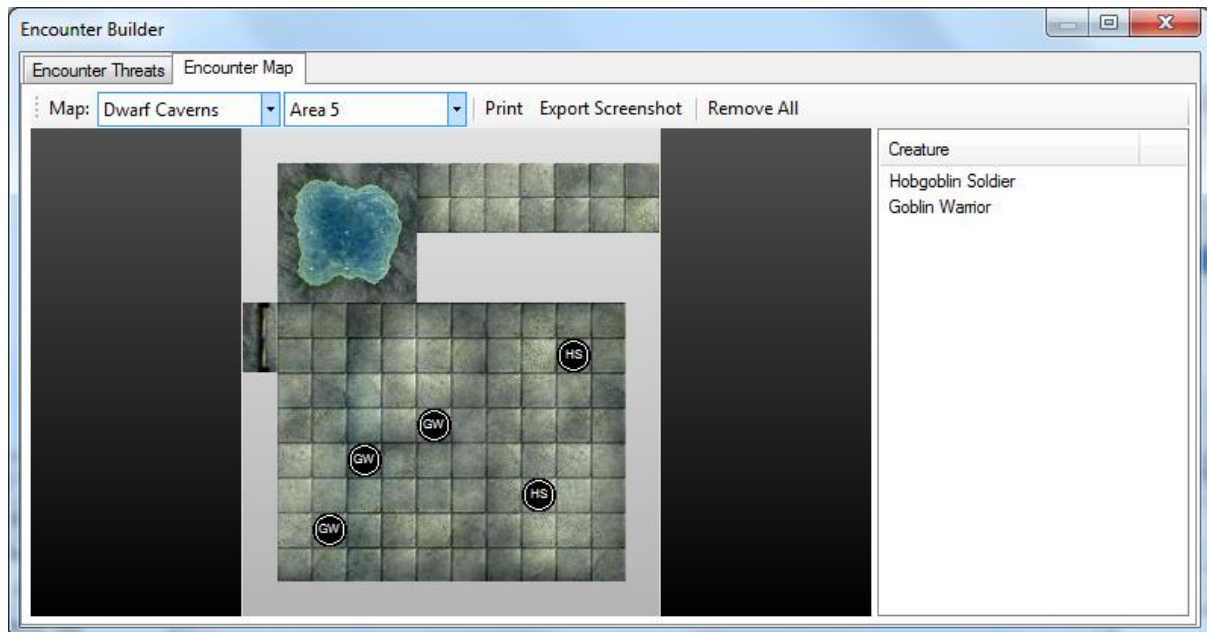 Encounter Builder
Encounter Threats Encounter Map
Map: Dwarf Caverns Area 5 Print Export Screenshot Remove All
Creature
Hobgoblin Soldier
Goblin Warrior
HS
GW
GW
HS
GW